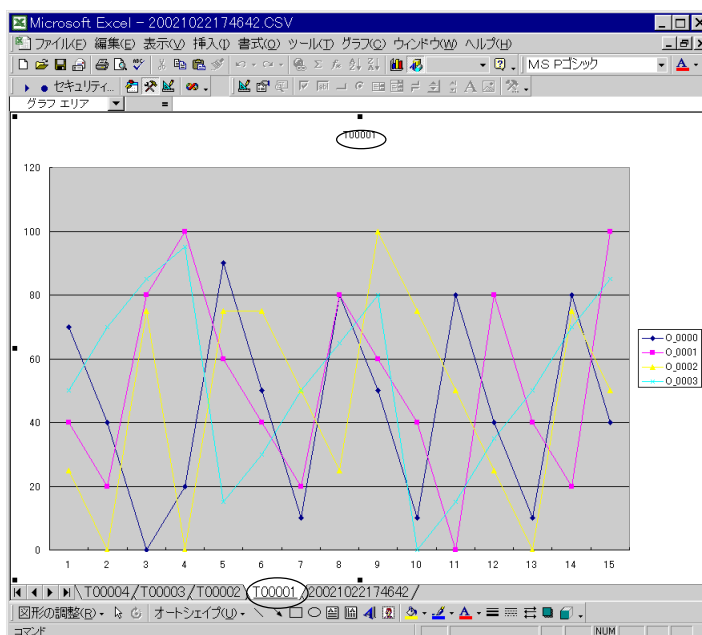 Microsoft Excel - 20021022174642.CSV
ファイル(F) 編集(E) 表示(V) 挿入(I) 書式(O) ツール(T) グラフ(C) ウィンドウ(W) ヘルプ(H)
MS Pゴシック
セキュリティ...
グラフ エリア
=
T00001
120
100
80
60
40
20
0
1 2 3 4 5 6 7 8 9 10 11 12 13 14 15
O_0000
O_0001
O_0002
O_0003
T00004 T00003 T00002 T00001 20021022174642
図形の調整(R) オートシェイプ(U)
コマンド NUM